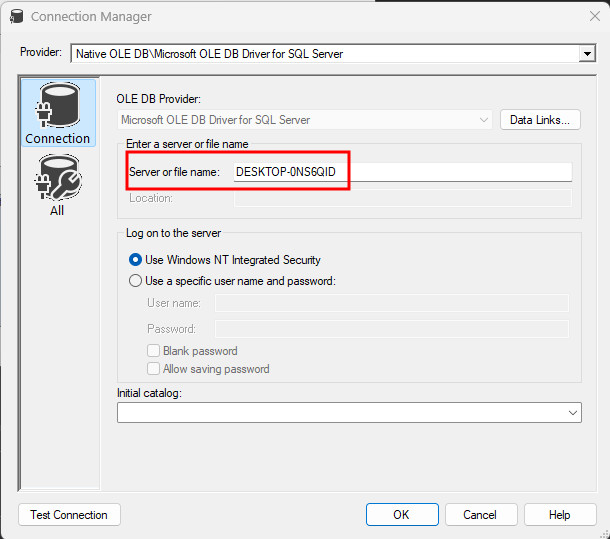 Connection Manager
Provider: Native OLE DB\Microsoft OLE DB Driver for SQL Server
Connection
All
OLE DB Provider:
Microsoft OLE DB Driver for SQL Server
Data Links...
Enter a server or file name
Server or file name: DESKTOP-0NS6QID
Location:
Log on to the server
Use Windows NT Integrated Security
Use a specific user name and password:
User name:
Password:
Blank password
Allow saving password
Initial catalog:
Test Connection
OK
Cancel
Help